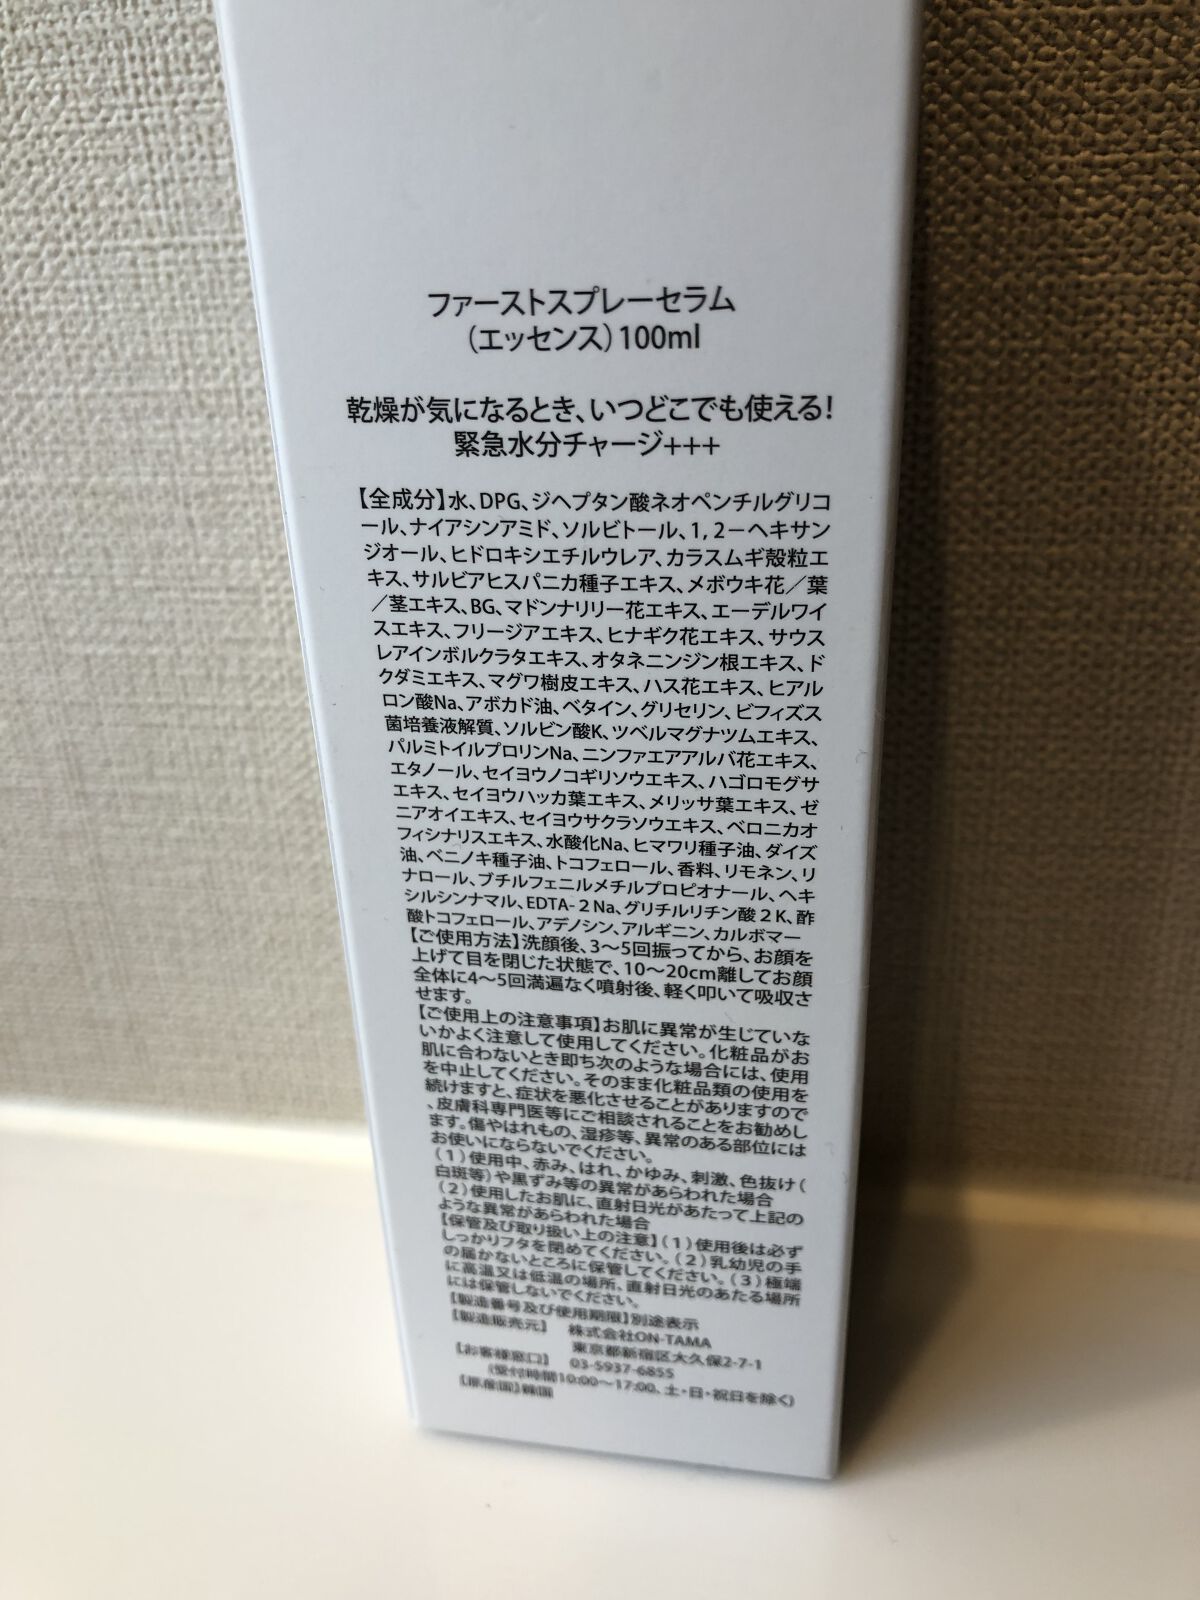 ファーストスプレーセラム
（エッセンス）100ml
乾燥が気になるとき、いつどこでも使える！
緊急水分チャージ+++
【全成分】水、DPG、ジヘプタン酸ネオペンチルグリコ
ール、ナイアシンアミド、ソルビトール、1, 2－ヘキサン
ジオール、ヒドロキシエチルウレア、カラスムギ殻粒エ
キス、サルビアヒスパニカ種子エキス、メボウキ花／葉
／茎エキス、BG、マドンナリリー花エキス、エーデルワイ
スエキス、フリージアエキス、ヒナギク花エキス、サウス
レアインボルクラタエキス、オタネニンジン根エキス、ド
クダミエキス、マグワ樹皮エキス、ハス花エキス、ヒアル
ロン酸Na、アボカド油、ベタイン、グリセリン、ビフィズス
菌培養液解質、ソルビン酸K、ツベルマグナツムエキス、
パルミトイルプロリンNa、ニンファエアアルバ花エキス、
エタノール、セイヨウノコギリソウエキス、ハゴロモグサ
エキス、セイヨウハッカ葉エキス、メリッサ葉エキス、ゼ
ニアオイエキス、セイヨウサクラソウエキス、ベロニカオ
フィシナリスエキス、水酸化Na、ヒマワリ種子油、ダイズ
油、ベニノキ種子油、トコフェロール、香料、リモネン、リ
ナロール、ブチルフェニルメチルプロピオナール、ヘキ
シルシンナマル、EDTA-２Na、グリチルリチン酸２K、酢
酸トコフェロール、アデノシン、アルギニン、カルボマー
【ご使用方法】洗顔後、3～5回振ってから、お顔を
上げて目を閉じた状態で、10～20cm離してお顔
全体に4～5回満遍なく噴射後、軽く叩いて吸収さ
せます。
【ご使用上の注意事項】お肌に異常が生じていな
いかよく注意して使用してください。化粧品がお
肌に合わないとき即ち次のような場合には、使用
を中止してください。そのまま化粧品類の使用を
続けますと、症状を悪化させることがありますので
、皮膚科専門医等にご相談されることをお勧めし
ます。傷やはれもの、湿疹等、異常のある部位には
お使いにならないでください。
（1）使用中、赤み、はれ、かゆみ、刺激、色抜け（
白斑等）や黒ずみ等の異常があらわれた場合
（2）使用したお肌に、直射日光があたって上記の
ような異常があらわれた場合
【保管及び取り扱い上の注意】（1）使用後は必ず
しっかりフタを閉めてください。（2）乳幼児の手
の届かないところに保管してください。（3）極端
に高温又は低温の場所、直射日光のあたる場所
には保管しないでください。
【製造番号及び使用期限】別途表示
【製造販売元】 株式会社ON-TAMA
東京都新宿区大久保2-7-1
【お客様窓口】 03-5937-6855
（受付時間10:00～17:00、土・日・祝日を除く）
【原産国】韓国